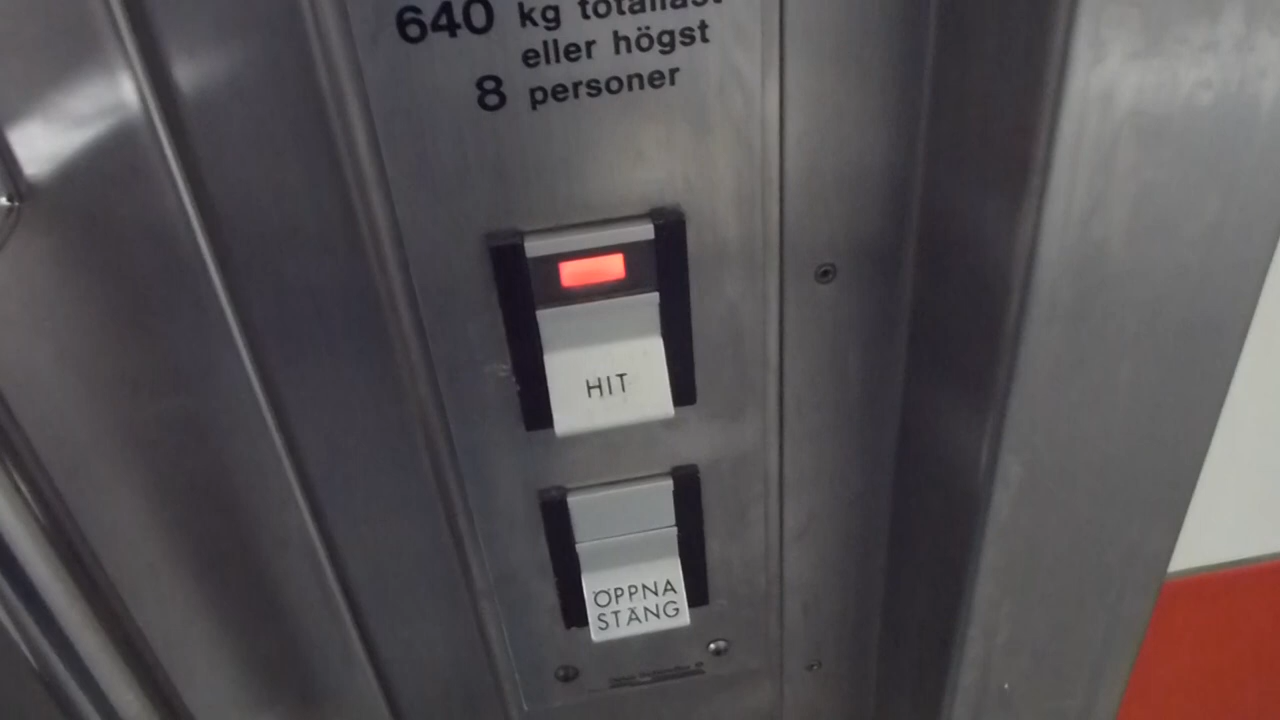 640 kg totallast
eller högst
8 personer
HIT
ÖPPNA
STÄNG